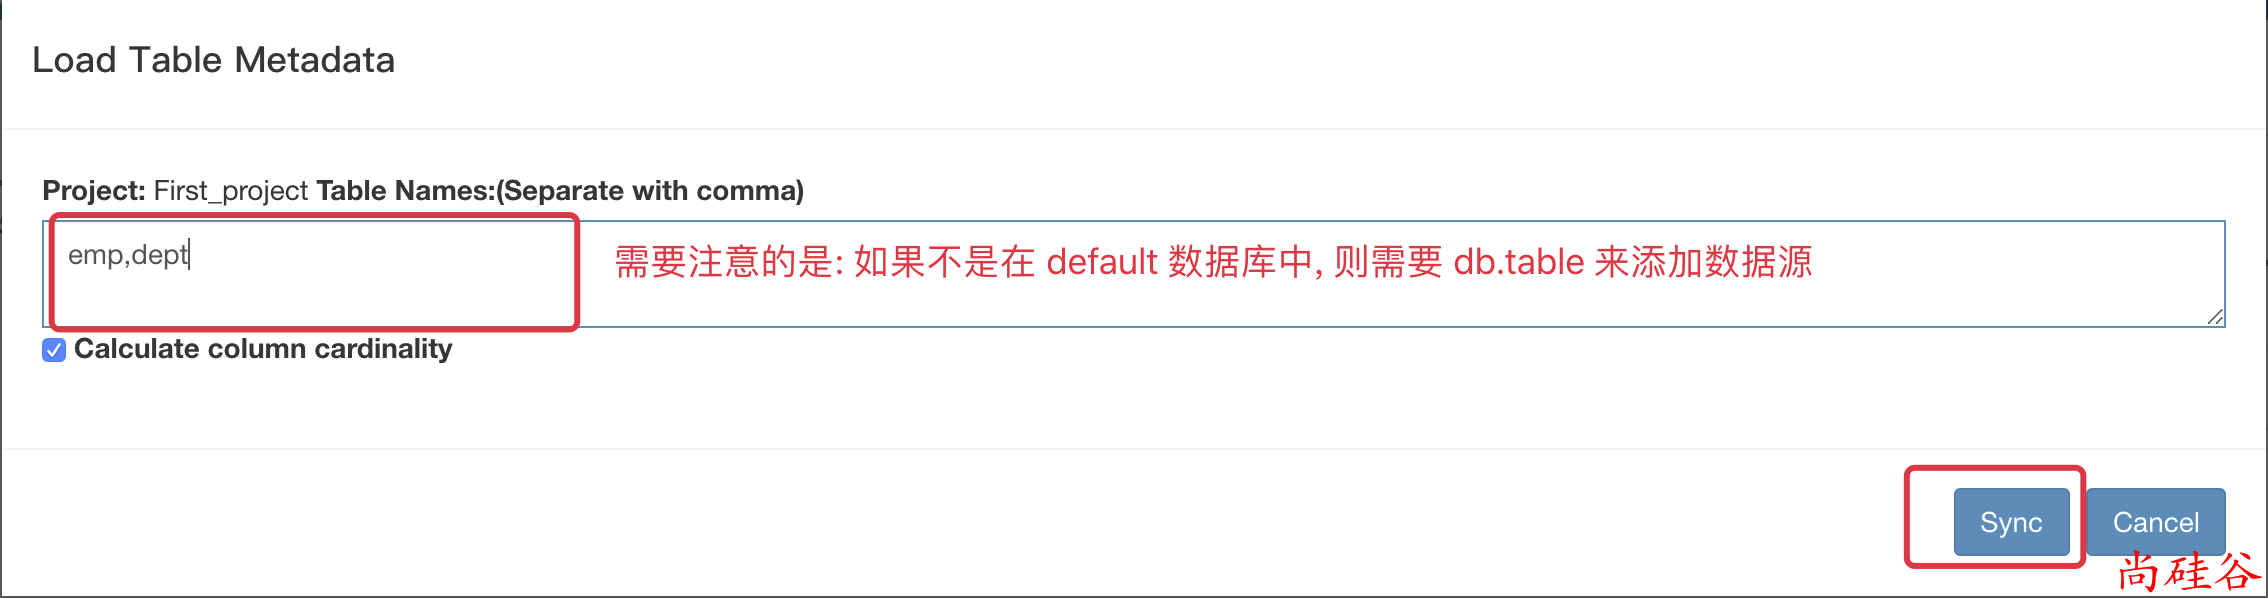 Load Table Metadata
Project: First_project Table Names:(Separate with comma)
emp,dept
需要注意的是: 如果不是在 default 数据库中, 则需要 db.table 来添加数据源
Calculate column cardinality
Sync Cancel
尚硅谷